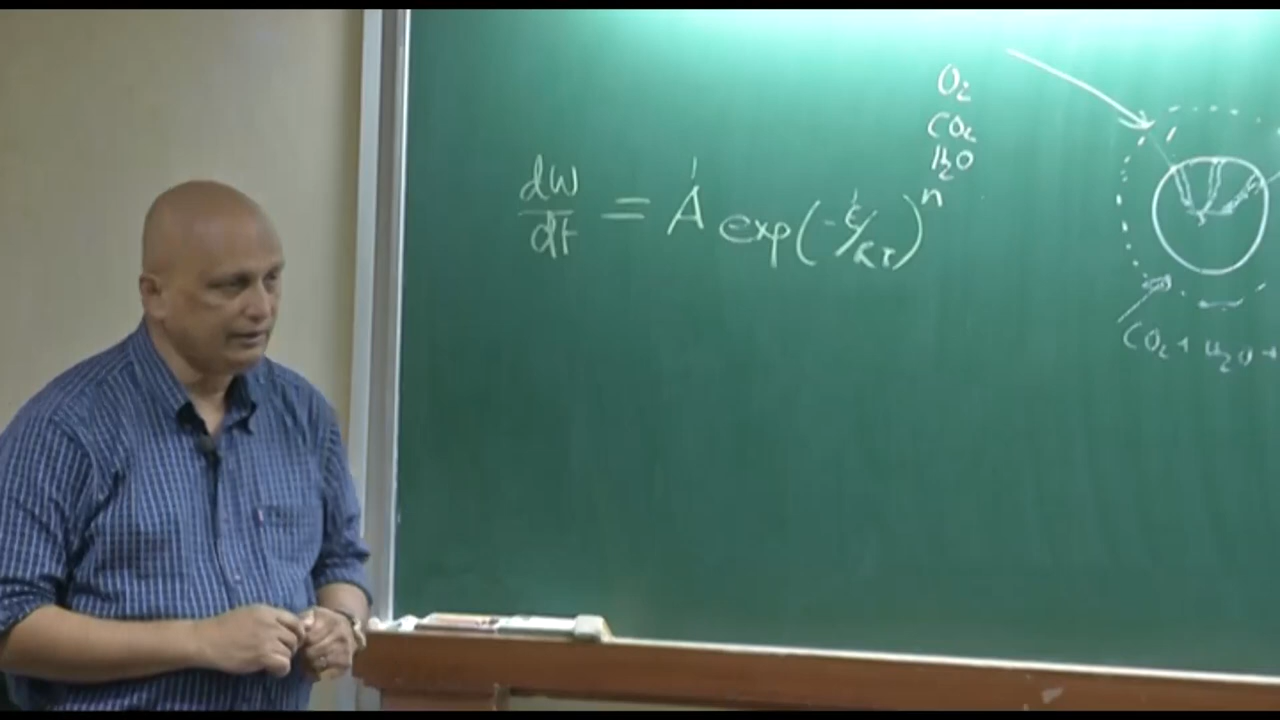 dw/dt = A exp(-E/RT)^n
O2
CO2
H2O
CO2 + H2O +